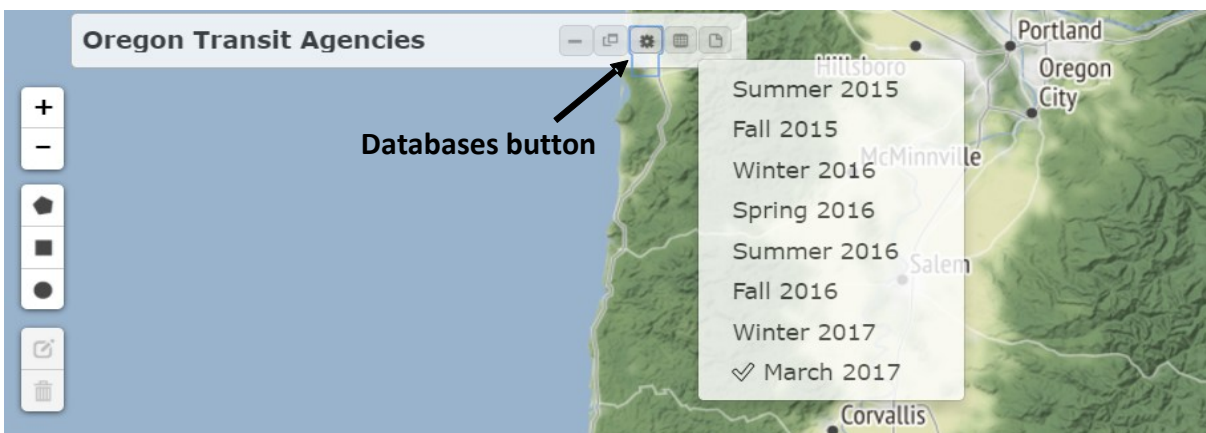 Oregon Transit Agencies
Portland
Hillsboro
Oregon
City
+
−
Databases button
Summer 2015
Fall 2015
Winter 2016
McMinnville
Spring 2016
Summer 2016
Salem
Fall 2016
Winter 2017
March 2017
Corvallis